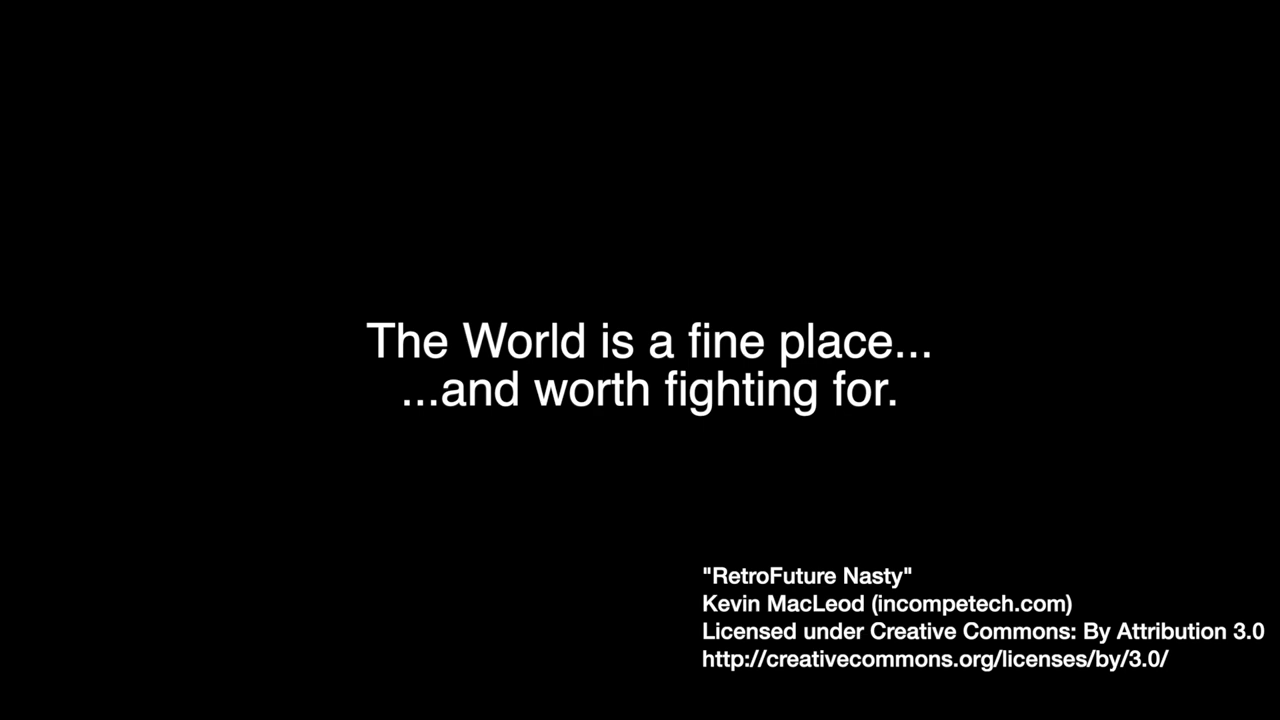 The World is a fine place...
...and worth fighting for.
"RetroFuture Nasty"
Kevin MacLeod (incompetech.com)
Licensed under Creative Commons: By Attribution 3.0
http://creativecommons.org/licenses/by/3.0/